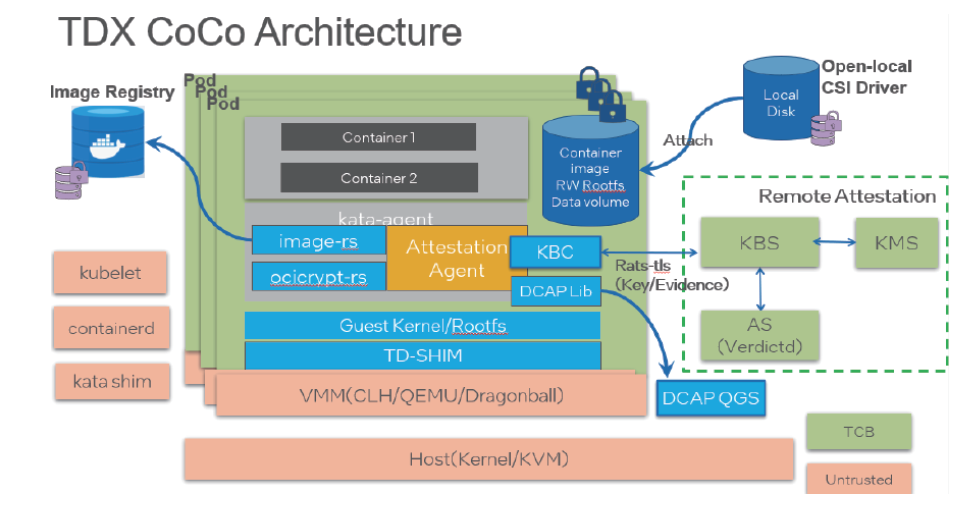 TDX CoCo Architecture
Image Registry
Pod
Pod
Pod
Container 1
Container 2
kata-agent
image-rs
ocicrypt-rs
Attestation
Agent
KBC
DCAP Lib
Guest Kernel/Rootfs
TD-SHIM
VMM(CLH/QEMU/Dragonball)
Host(Kernel/KVM)
kubelet
containerd
kata shim
Container
image
RW Rootfs
Data volume
Attach
Local
Disk
Open-local
CSI Driver
Remote Attestation
KBS
KMS
AS
(Verdictd)
Rats-tls
(Key/Evidence)
DCAP QGS
TCB
Untrusted